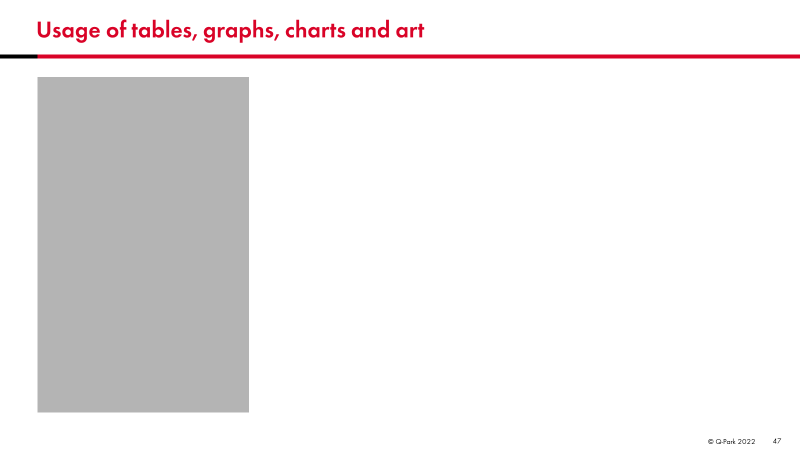 Usage of tables, graphs, charts and art
© Q-Park 2022 47